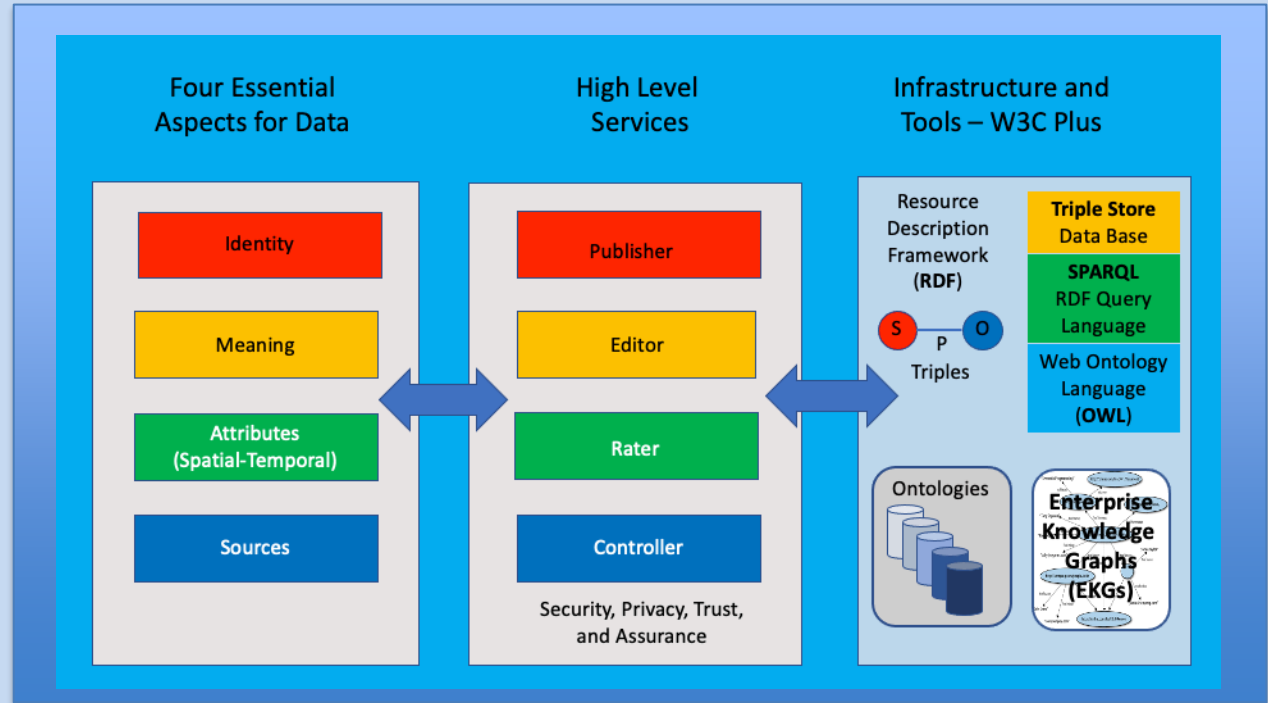 Four Essential
Aspects for Data
High Level
Services
Infrastructure and
Tools – W3C Plus
Identity
Meaning
Attributes
(Spatial-Temporal)
Sources
Publisher
Editor
Rater
Controller
Security, Privacy, Trust,
and Assurance
Resource
Description
Framework
(RDF)
S
O
P
Triples
Triple Store
Data Base
SPARQL
RDF Query
Language
Web Ontology
Language
(OWL)
Ontologies
Enterprise
Knowledge
Graphs
(EKGs)